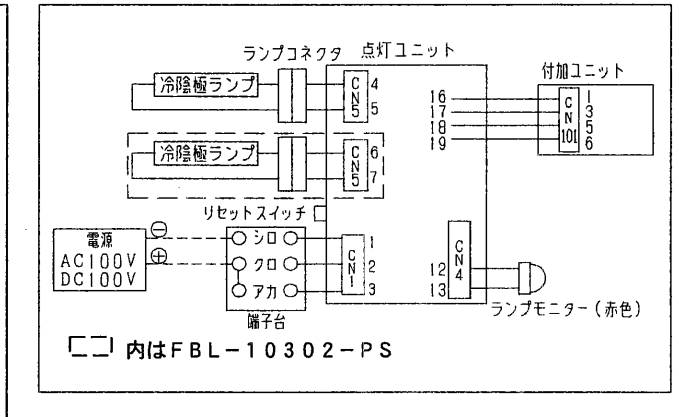 ランプコネクタ 点灯ユニット
付加ユニット
冷陰極ランプ
CN5
4
5
16
17
18
19
CN101
1
3
5
6
冷陰極ランプ
CN5
6
7
リセットスイッチ
電源
AC100V
DC100V
⊖
⊕
シロ
クロ
アカ
端子台
CN1
1
2
3
CN4
12
13
ランプモニター(赤色)
内はFBL-10302-PS